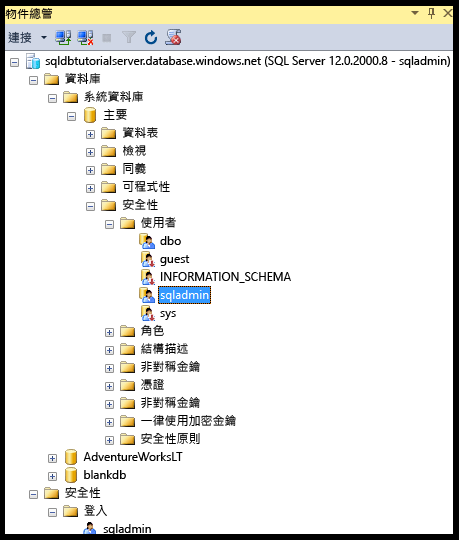 物件總管
連接
sqldbtutorialserver.database.windows.net (SQL Server 12.0.2000.8 - sqladmin)
資料庫
系統資料庫
主要
資料表
檢視
同義
可程式性
安全性
使用者
dbo
guest
INFORMATION_SCHEMA
sqladmin
sys
角色
結構描述
非對稱金鑰
憑證
非對稱金鑰
一律使用加密金鑰
安全性原則
AdventureWorksLT
blankdb
安全性
登入
sqladmin